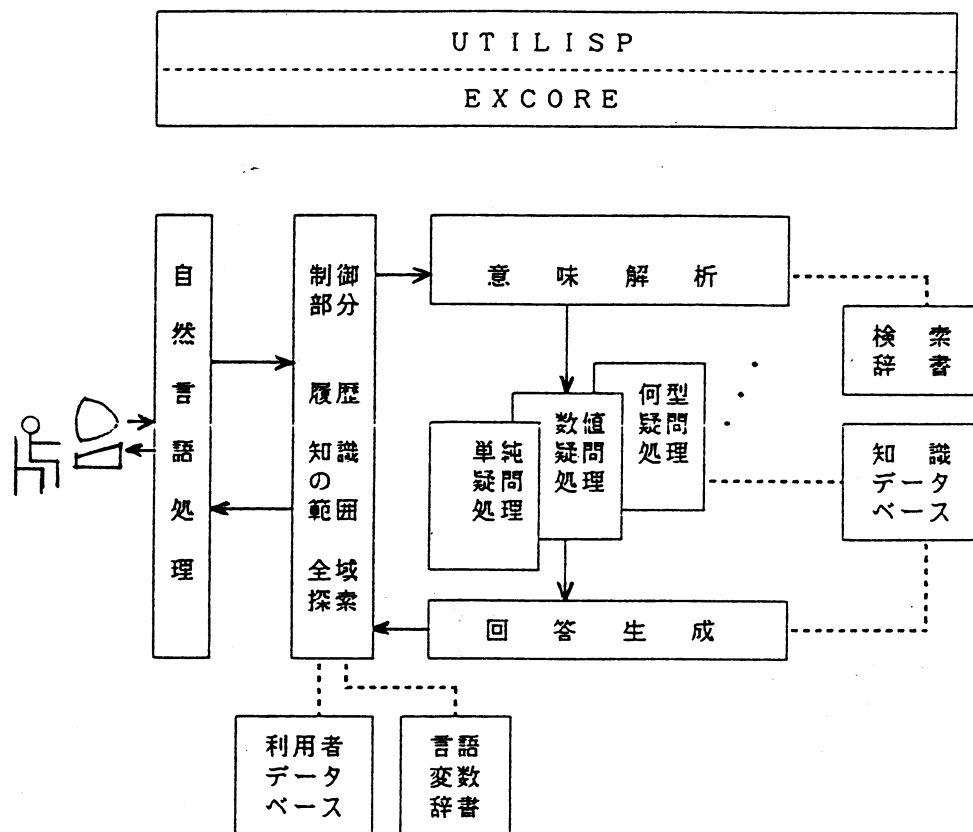 UTILISP
EXCORE
自然言語処理
制御
部分
履歴
知識
の
範囲
全域
探索
意味解析
検索
辞書
何型
疑問
処理
数値
疑問
処理
単純
疑問
処理
知識
データ
ベース
回答生成
利用者
データ
ベース
言語
変数
辞書